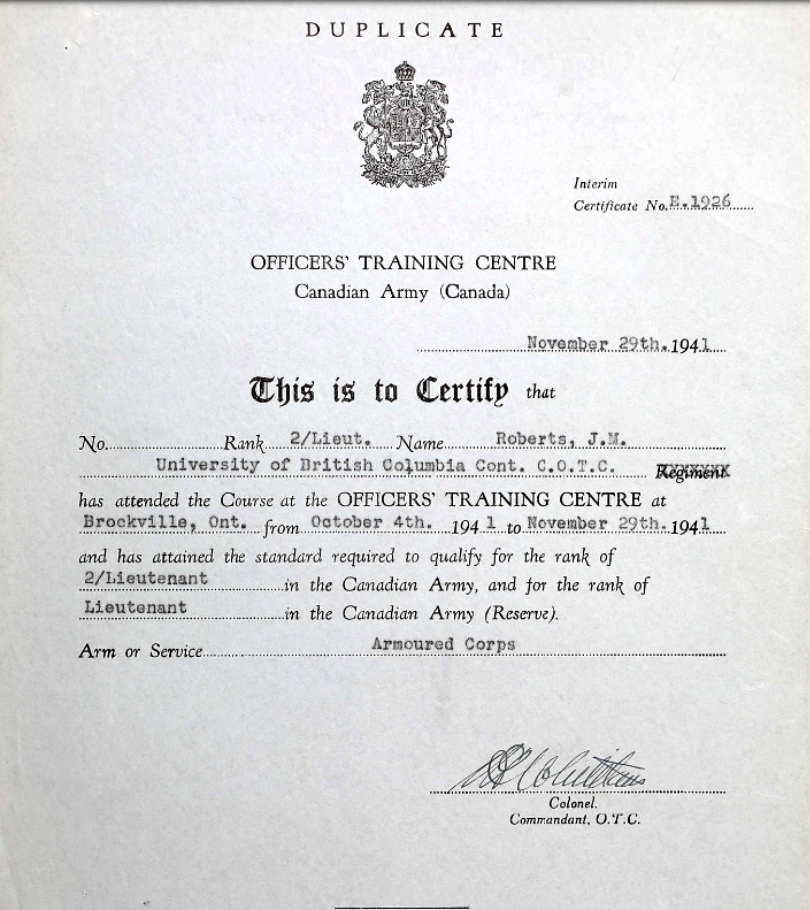 DUPLICATE
Interim
Certificate No. E.1926
OFFICERS' TRAINING CENTRE
Canadian Army (Canada)
November 29th. 1941
This is to Certify that
No. Rank 2/Lieut. Name Roberts, J.M.
University of British Columbia Cont. C.O.T.C. Regiment
has attended the Course at the OFFICERS' TRAINING CENTRE at
Brockville, Ont. from October 4th. 1941 to November 29th. 1941
and has attained the standard required to qualify for the rank of
2/Lieutenant in the Canadian Army, and for the rank of
Lieutenant in the Canadian Army (Reserve).
Arm or Service Armoured Corps
Colonel.
Commandant, O.T.C.